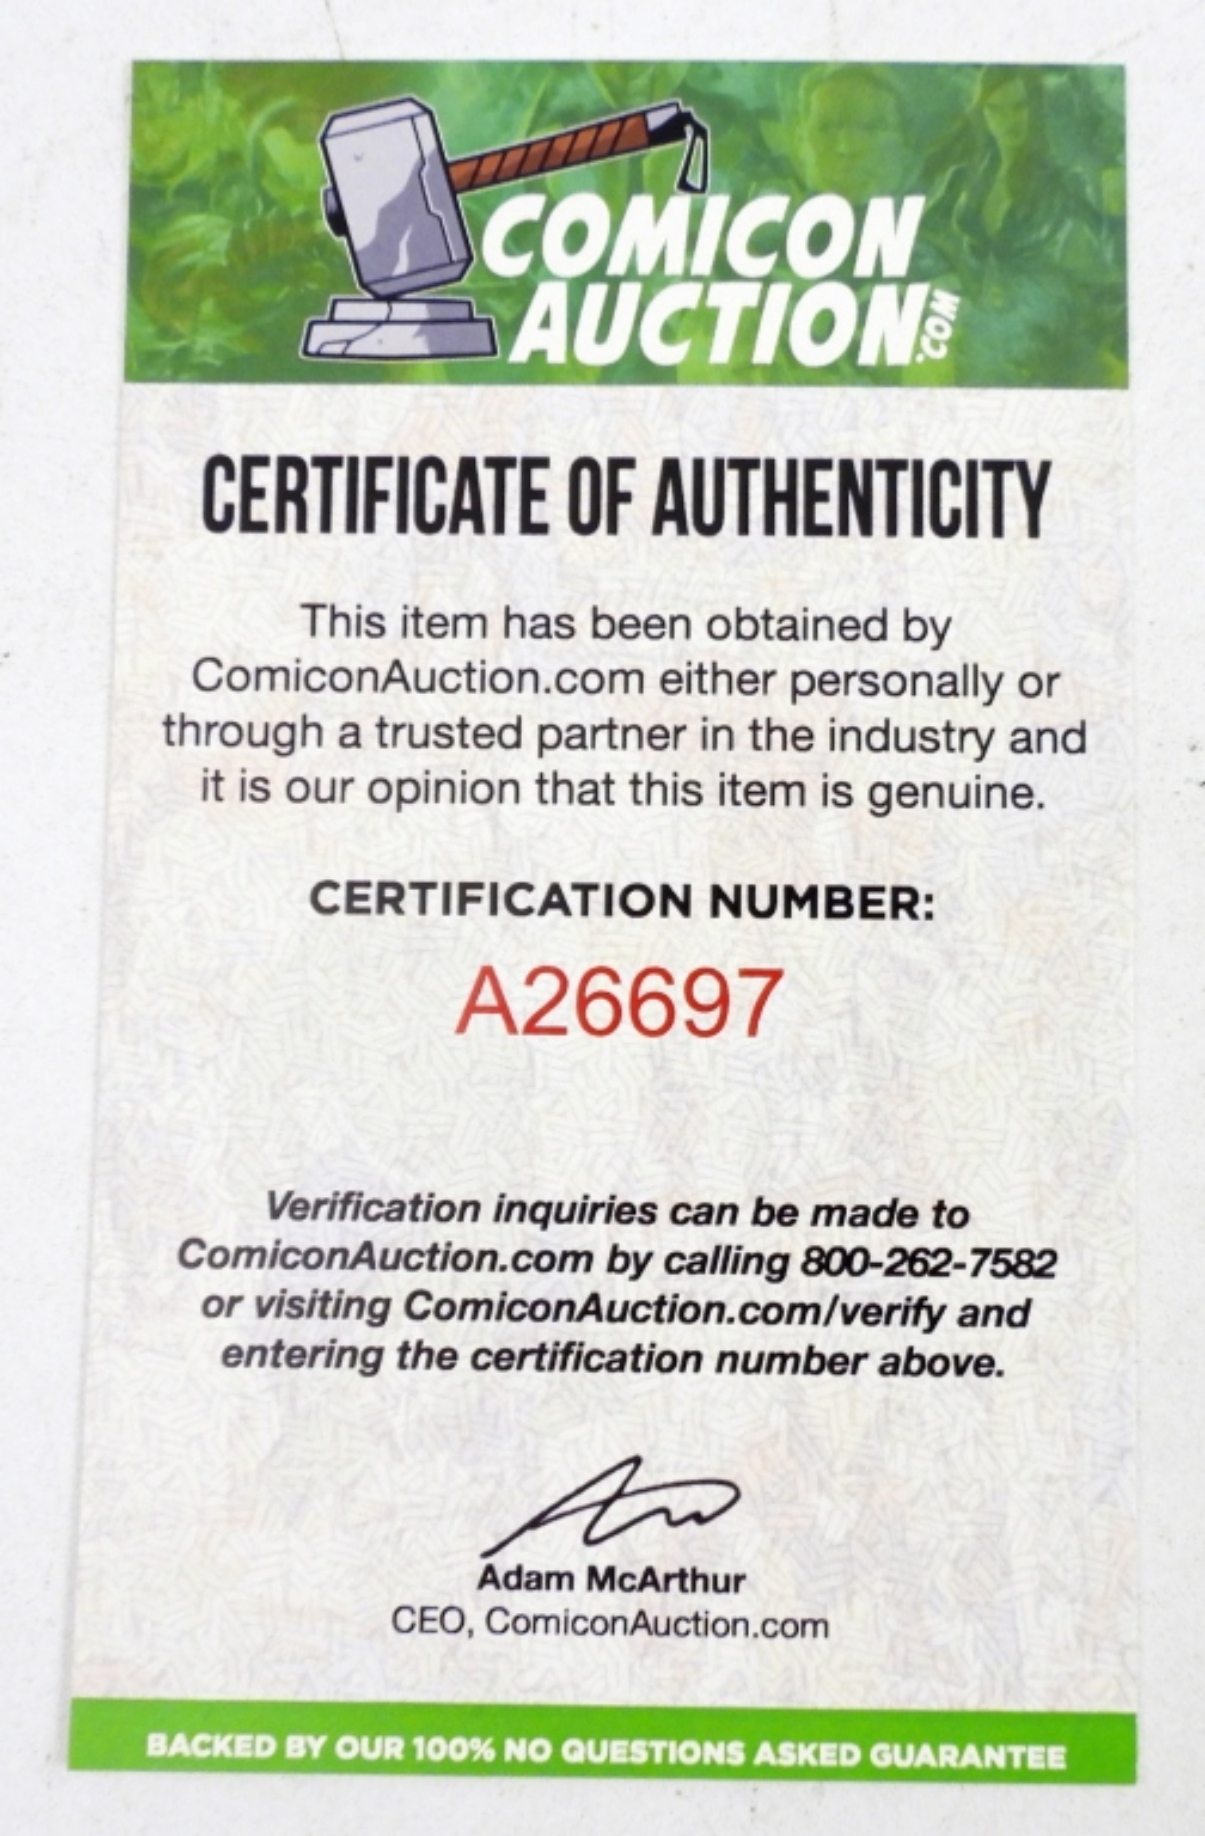 COMICON
AUCTION.COM
CERTIFICATE OF AUTHENTICITY
This item has been obtained by
ComiconAuction.com either personally or
through a trusted partner in the industry and
it is our opinion that this item is genuine.
CERTIFICATION NUMBER:
A26697
Verification inquiries can be made to
ComiconAuction.com by calling 800-262-7582
or visiting ComiconAuction.com/verify and
entering the certification number above.
Adam McArthur
CEO, ComiconAuction.com
BACKED BY OUR 100% NO QUESTIONS ASKED GUARANTEE